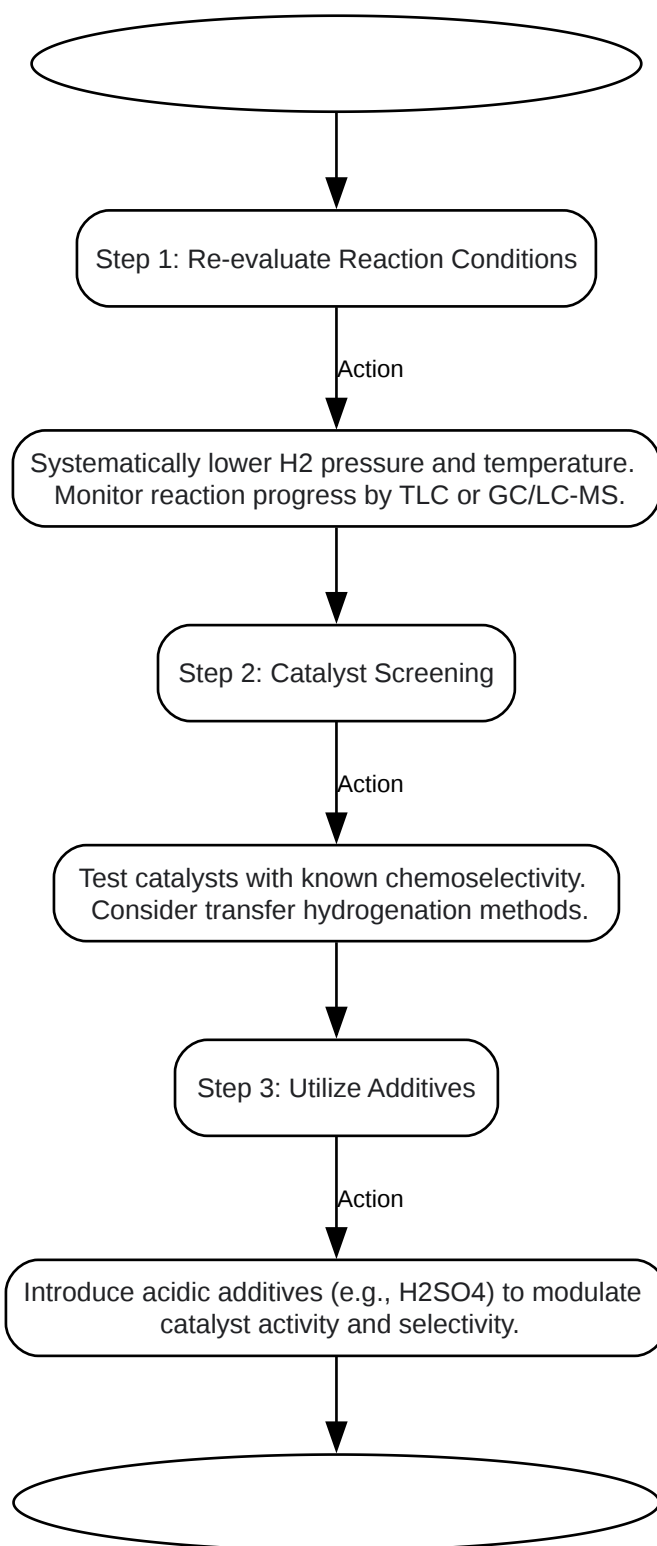 Step 1: Re-evaluate Reaction Conditions
Action
Systematically lower H2 pressure and temperature.
Monitor reaction progress by TLC or GC/LC-MS.
Step 2: Catalyst Screening
Action
Test catalysts with known chemoselectivity.
Consider transfer hydrogenation methods.
Step 3: Utilize Additives
Action
Introduce acidic additives (e.g., H2SO4) to modulate
catalyst activity and selectivity.